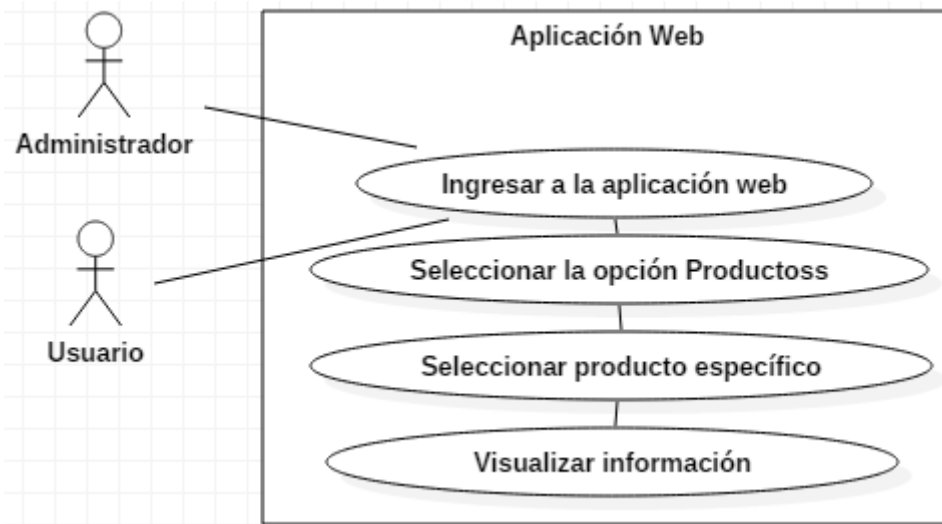 Aplicación Web
Administrador
Ingresar a la aplicación web
Seleccionar la opción Productoss
Usuario
Seleccionar producto específico
Visualizar información